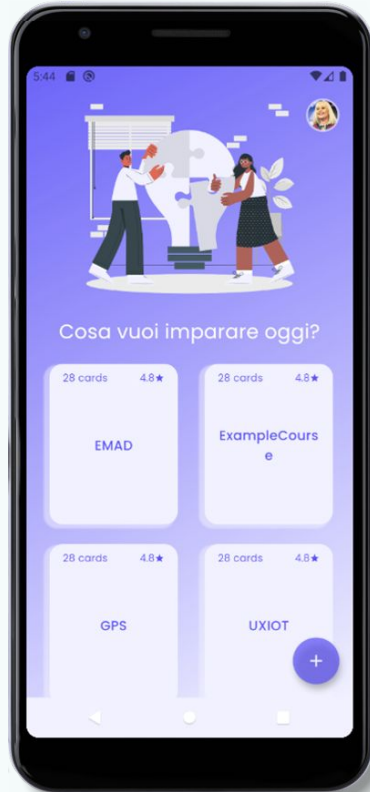 5:44
Cosa vuoi imparare oggi?
28 cards 4.8★
28 cards 4.8★
EMAD
ExampleCours
e
28 cards 4.8★
28 cards 4.8★
GPS
UXIOT
+